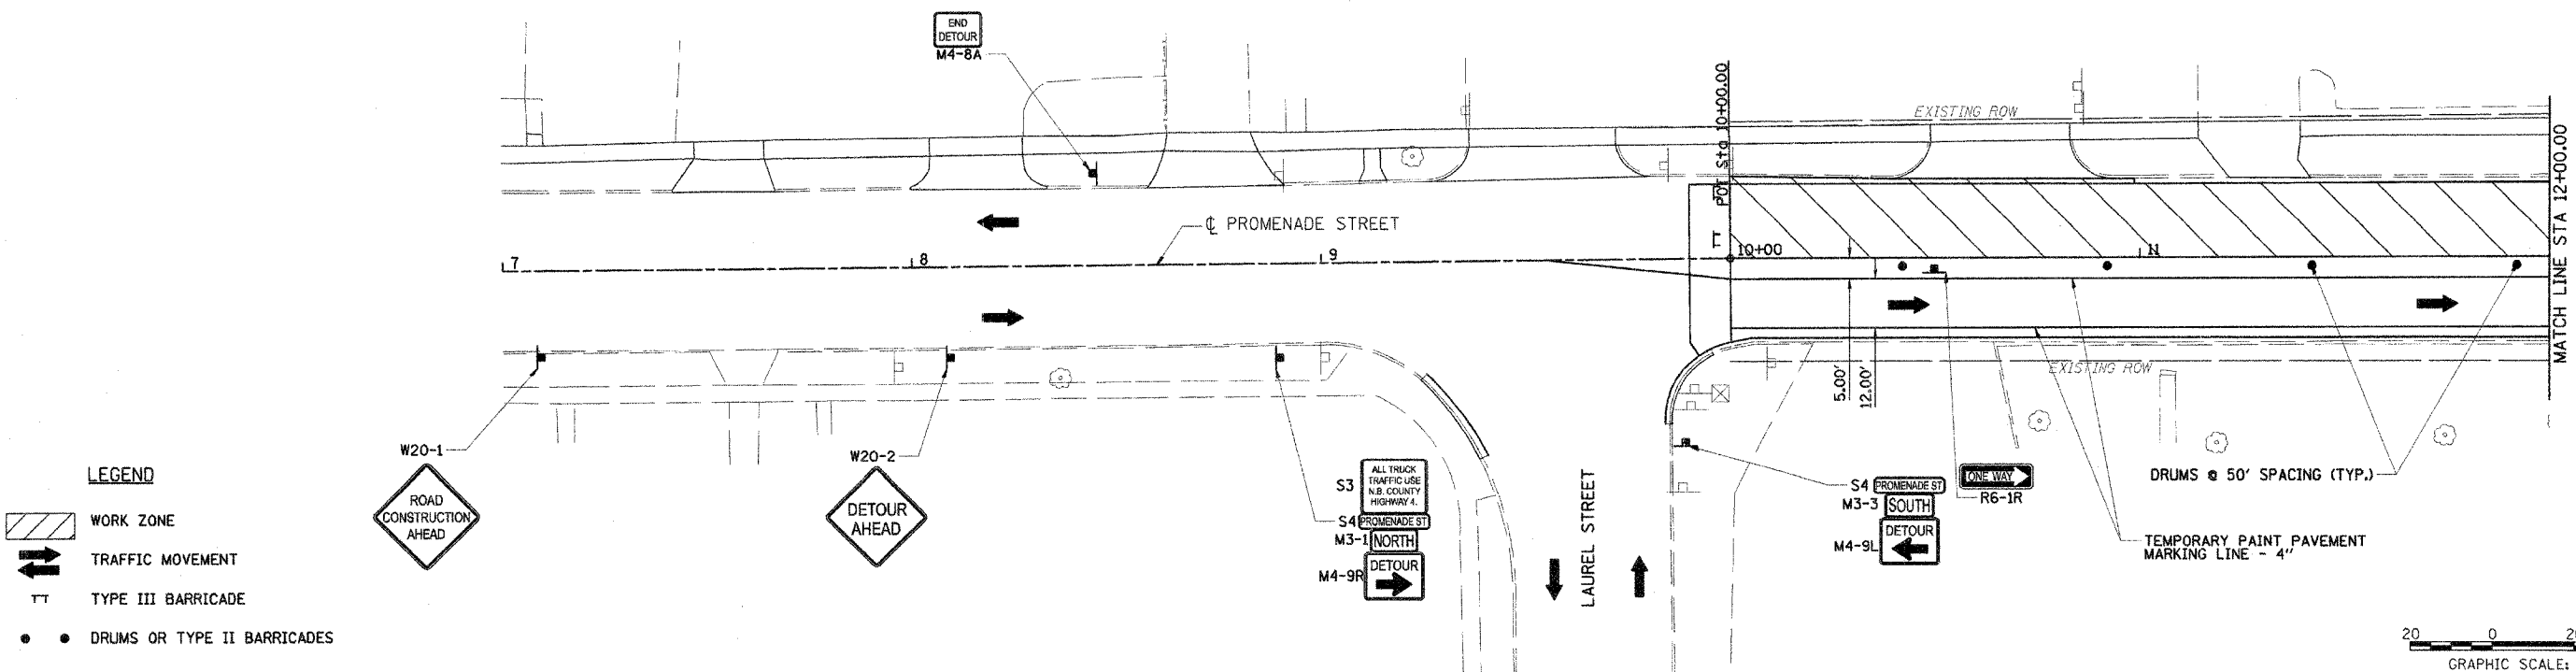 END
DETOUR
M4-8A
POT Sta 10+00.00
EXISTING ROW
MATCH LINE STA 12+00.00
℄ PROMENADE STREET
7
8
9
10+00
11
5.00'
12.00'
EXISTING ROW
W20-1
ROAD
CONSTRUCTION
AHEAD
W20-2
DETOUR
AHEAD
S3
ALL TRUCK
TRAFFIC USE
N.B. COUNTY
HIGHWAY 4.
S4 PROMENADE ST
M3-1 NORTH
M4-9R DETOUR
LAUREL STREET
S4 PROMENADE ST
M3-3 SOUTH
M4-9L DETOUR
ONE WAY
R6-1R
DRUMS @ 50' SPACING (TYP.)
TEMPORARY PAINT PAVEMENT
MARKING LINE - 4"
LEGEND
WORK ZONE
TRAFFIC MOVEMENT
TYPE III BARRICADE
DRUMS OR TYPE II BARRICADES
20 0
GRAPHIC SCALE: